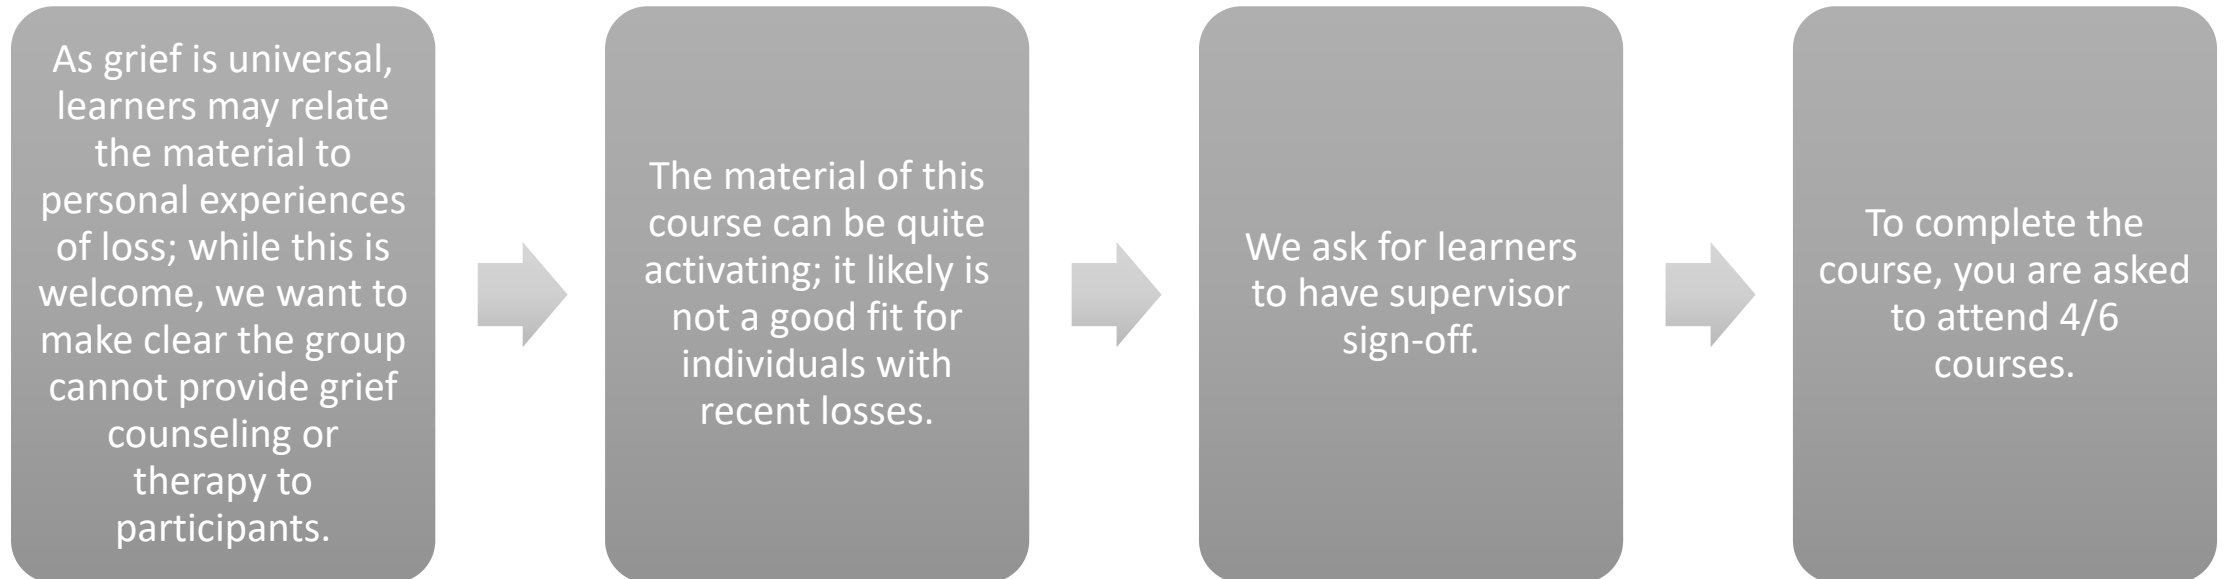 As grief is universal,
learners may relate
the material to
personal experiences
of loss; while this is
welcome, we want to
make clear the group
cannot provide grief
counseling or
therapy to
participants.
The material of this
course can be quite
activating; it likely is
not a good fit for
individuals with
recent losses.
We ask for learners
to have supervisor
sign-off.
To complete the
course, you are asked
to attend 4/6
courses.